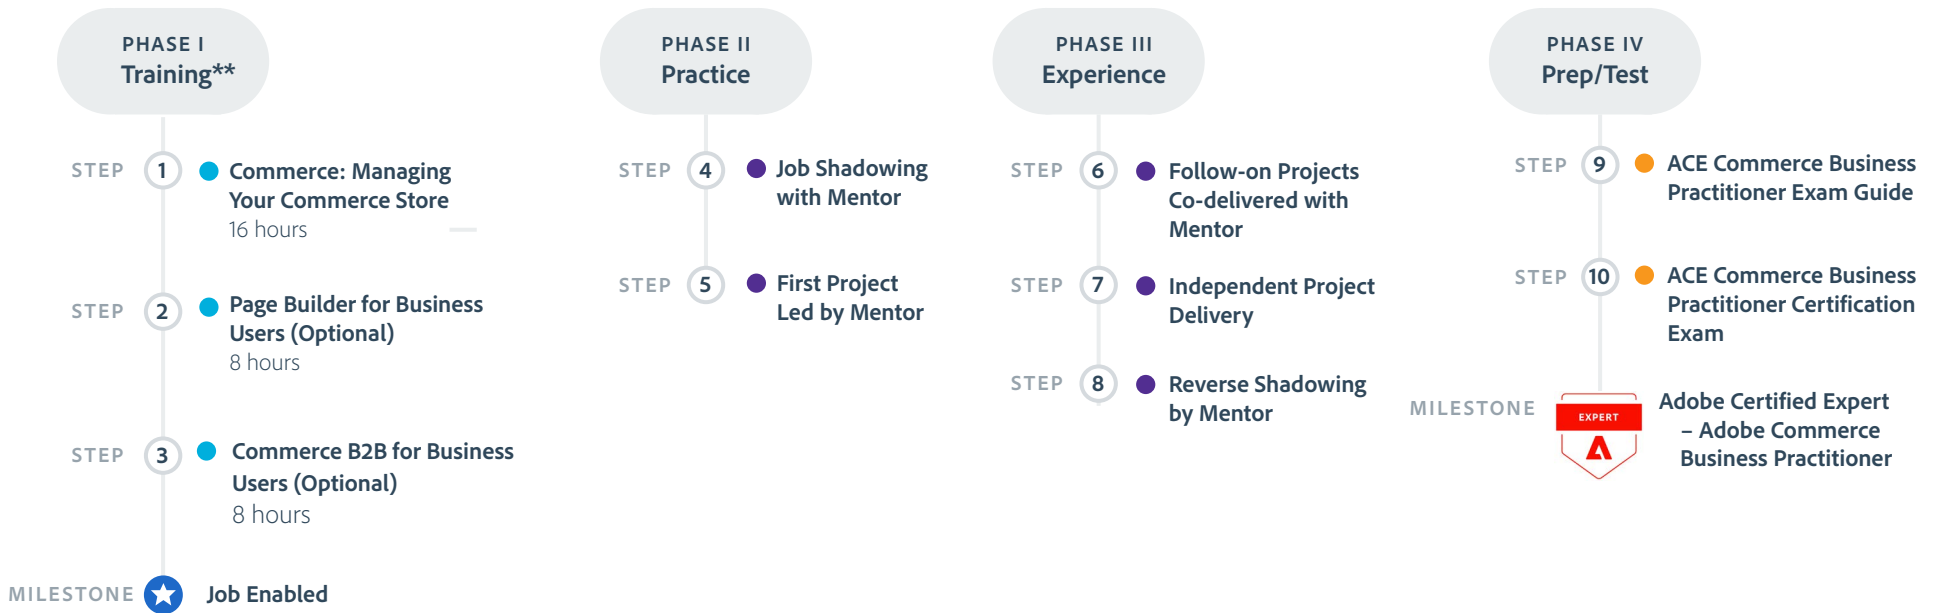 PHASE I
Training**
STEP 1 Commerce: Managing
Your Commerce Store
16 hours
STEP 2 Page Builder for Business
Users (Optional)
8 hours
STEP 3 Commerce B2B for Business
Users (Optional)
8 hours
MILESTONE Job Enabled
PHASE II
Practice
STEP 4 Job Shadowing
with Mentor
STEP 5 First Project
Led by Mentor
PHASE III
Experience
STEP 6 Follow-on Projects
Co-delivered with
Mentor
STEP 7 Independent Project
Delivery
STEP 8 Reverse Shadowing
by Mentor
PHASE IV
Prep/Test
STEP 9 ACE Commerce Business
Practitioner Exam Guide
STEP 10 ACE Commerce Business
Practitioner Certification
Exam
MILESTONE EXPERT Adobe Certified Expert
– Adobe Commerce
Business Practitioner